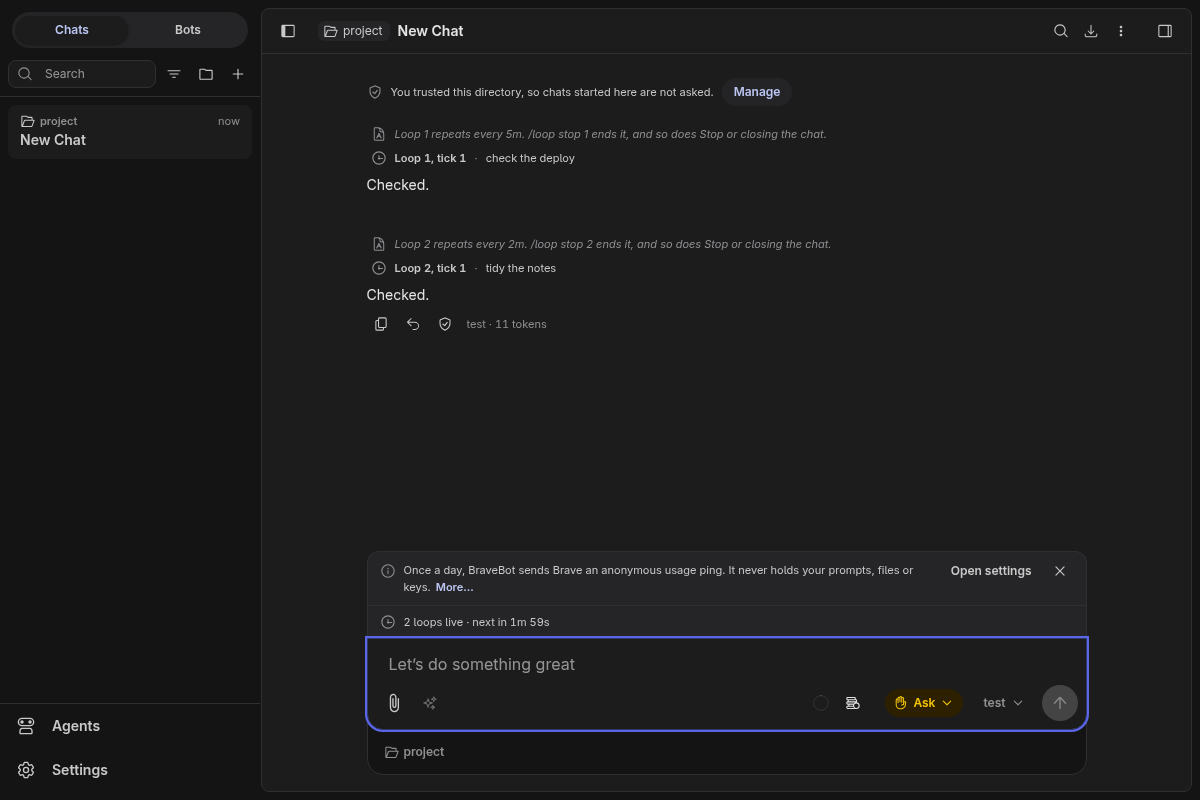 Chats
Bots
Search
project
now
New Chat
Agents
Settings
project
New Chat
You trusted this directory, so chats started here are not asked.
Manage
Loop 1 repeats every 5m. /loop stop 1 ends it, and so does Stop or closing the chat.
Loop 1, tick 1 · check the deploy
Checked.
Loop 2 repeats every 2m. /loop stop 2 ends it, and so does Stop or closing the chat.
Loop 2, tick 1 · tidy the notes
Checked.
test · 11 tokens
Once a day, BraveBot sends Brave an anonymous usage ping. It never holds your prompts, files or
keys. More...
Open settings
2 loops live · next in 1m 59s
Let's do something great
Ask
test
project